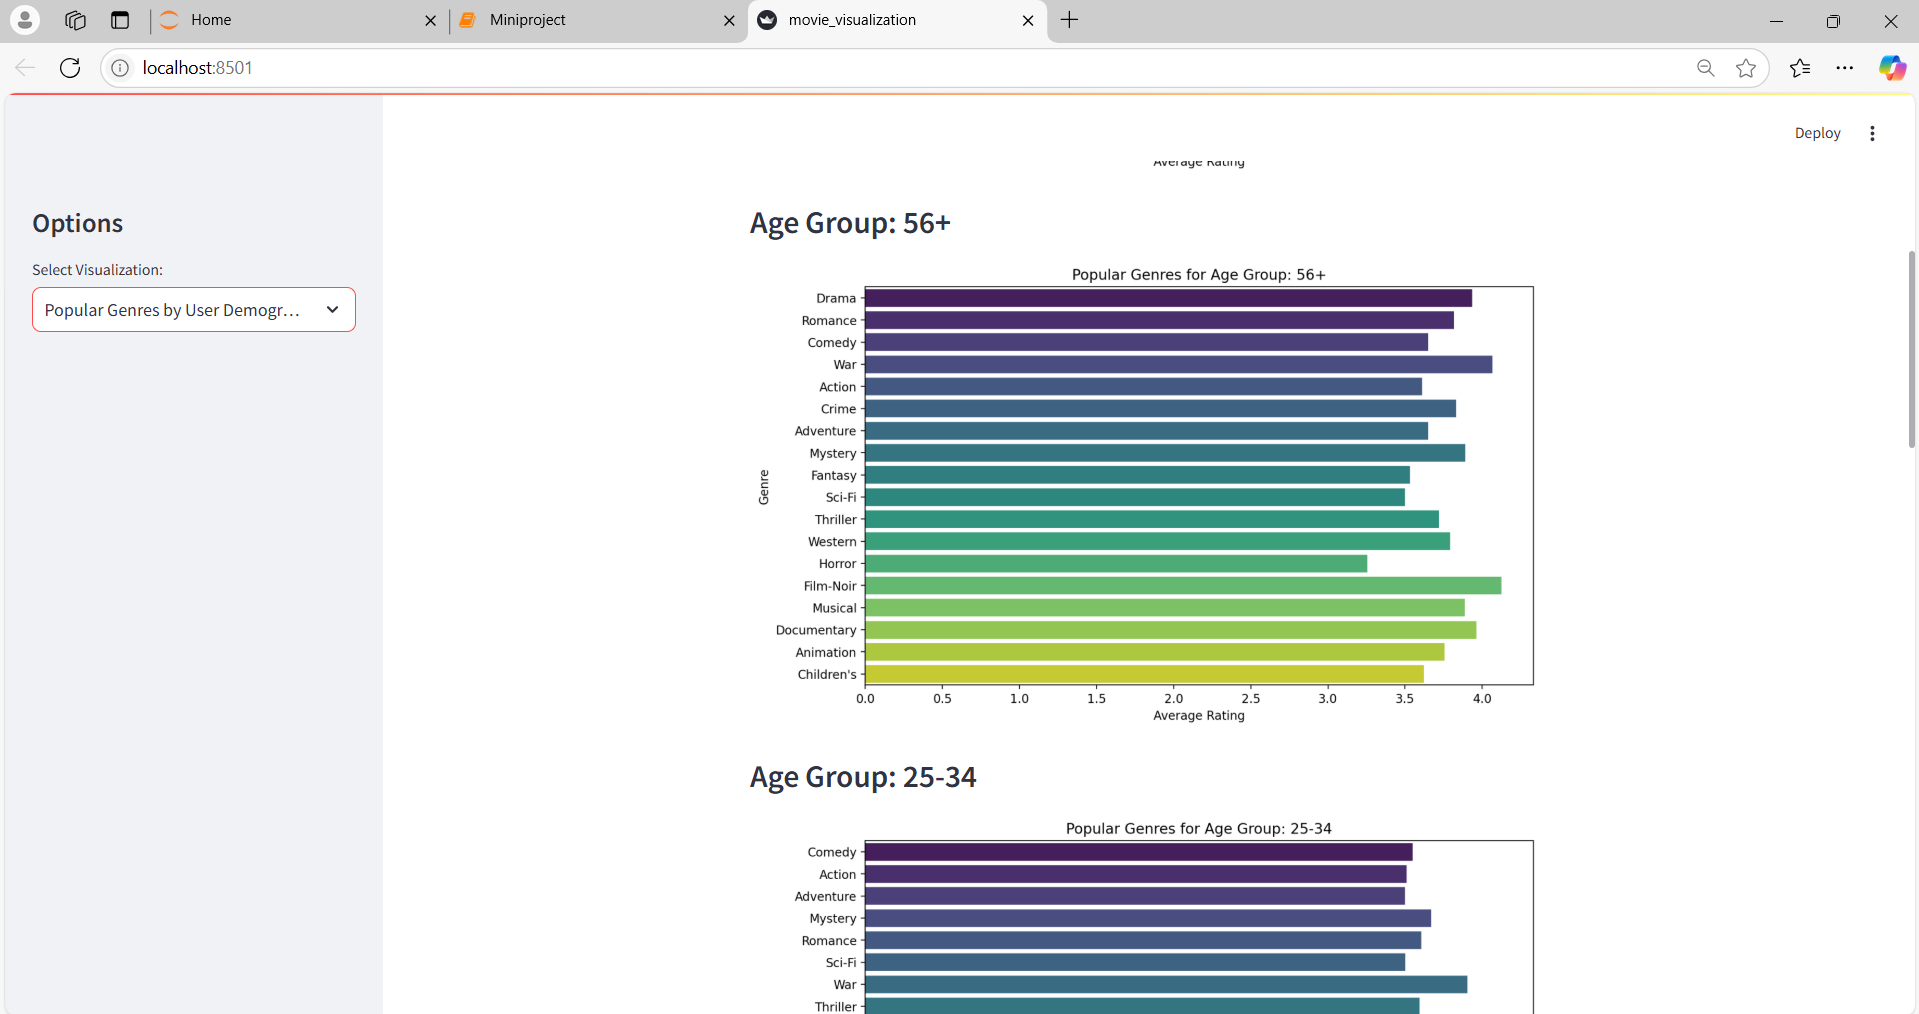 Home
Miniproject
movie_visualization
localhost:8501
Deploy
Average Rating
Options
Select Visualization:
Popular Genres by User Demogr...
Age Group: 56+
Popular Genres for Age Group: 56+
Genre
Drama
Romance
Comedy
War
Action
Crime
Adventure
Mystery
Fantasy
Sci-Fi
Thriller
Western
Horror
Film-Noir
Musical
Documentary
Animation
Children's
0.0 0.5 1.0 1.5 2.0 2.5 3.0 3.5 4.0
Average Rating
Age Group: 25-34
Popular Genres for Age Group: 25-34
Comedy
Action
Adventure
Mystery
Romance
Sci-Fi
War
Thriller